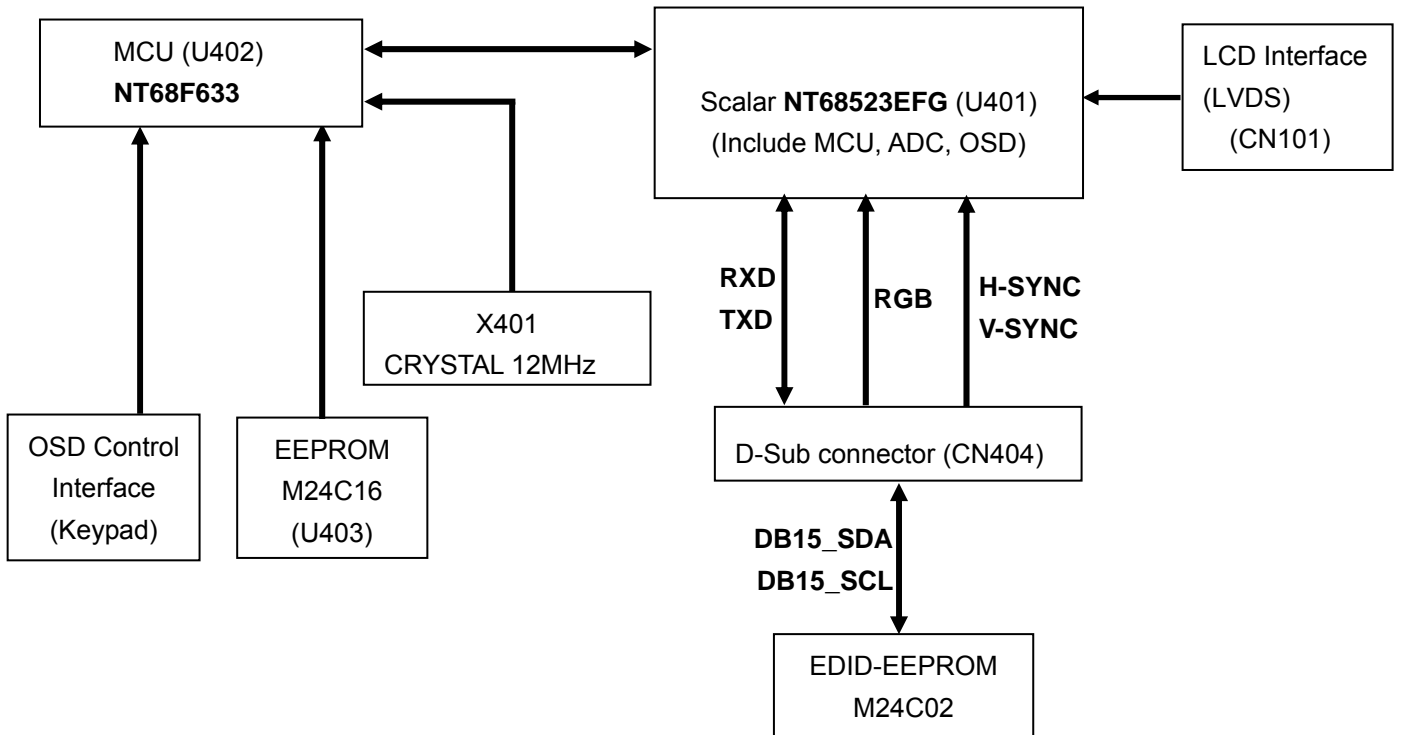 MCU (U402)
NT68F633
Scalar NT68523EFG (U401)
(Include MCU, ADC, OSD)
LCD Interface
(LVDS)
(CN101)
X401
CRYSTAL 12MHz
RXD
TXD
RGB
H-SYNC
V-SYNC
OSD Control
Interface
(Keypad)
EEPROM
M24C16
(U403)
D-Sub connector (CN404)
DB15_SDA
DB15_SCL
EDID-EEPROM
M24C02